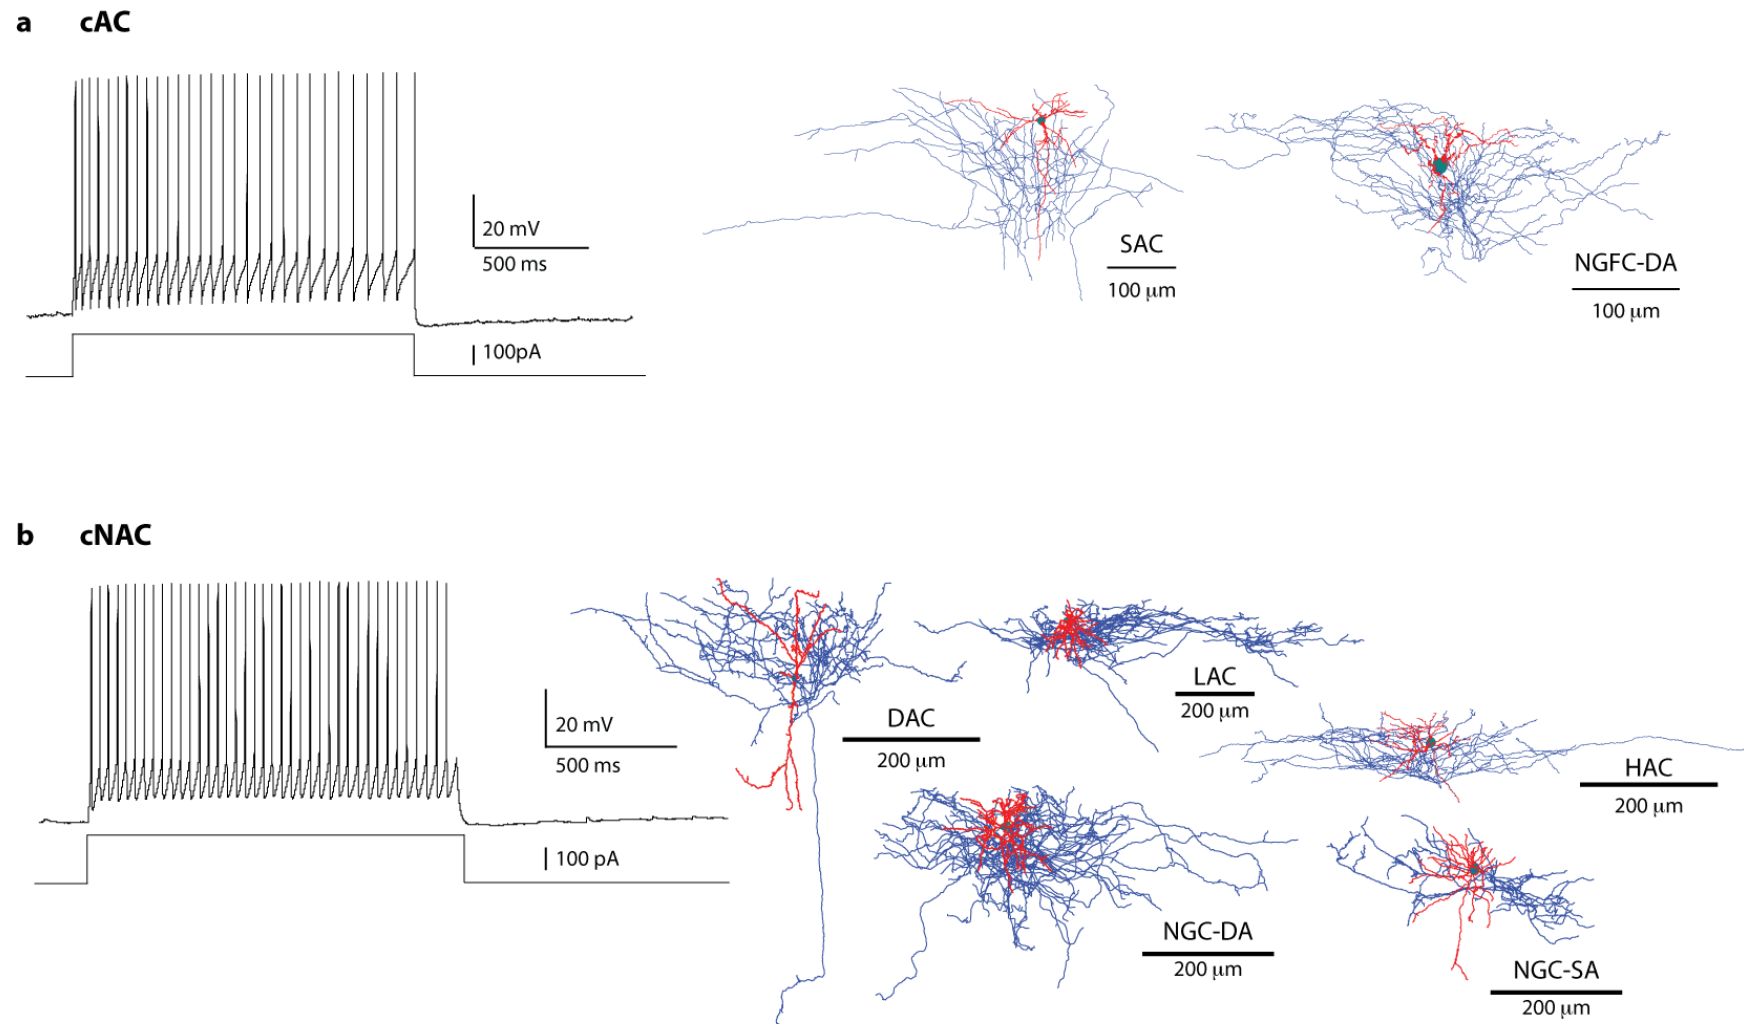 a cAC
20 mV
500 ms
100pA
SAC
100 μm
NGFC-DA
100 μm
b cNAC
20 mV
500 ms
100 pA
DAC
200 μm
LAC
200 μm
HAC
200 μm
NGC-DA
200 μm
NGC-SA
200 μm